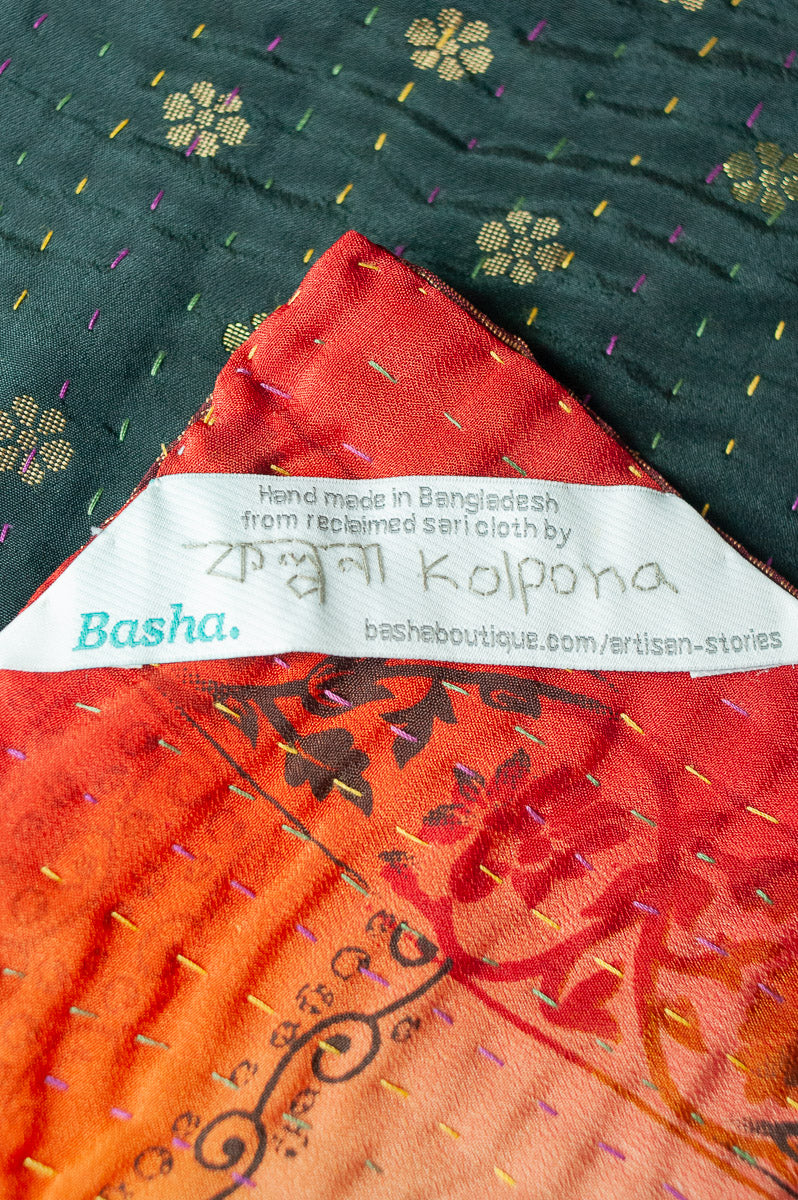 Hand made in Bangladesh
from reclaimed sari cloth by
কল্পনা Kolpona
Basha.
bashaboutique.com/artisan-stories